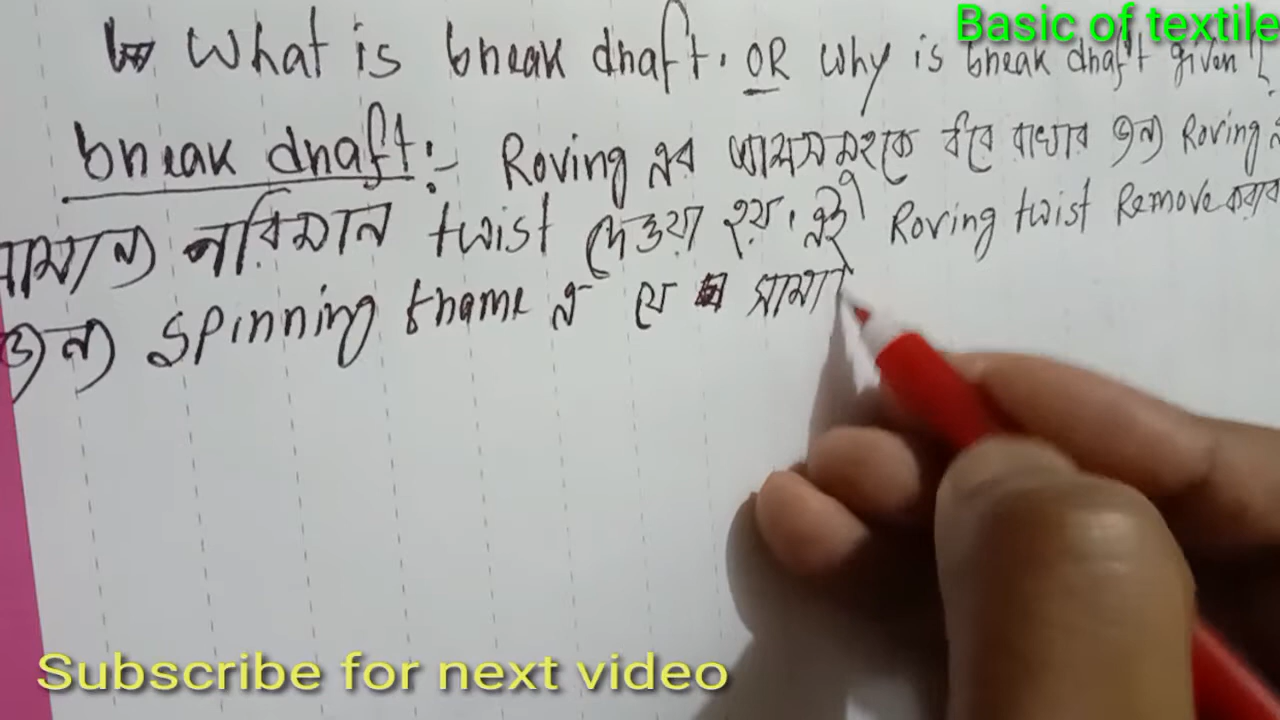 Basic of textile
What is break draft. OR Why is break draft given?
break draft:- Roving এর আঁশসমূহকে ধরে রাখার জন্য Roving এ
সামান্য পরিমান twist দেওয়া হয়। এই Roving twist Remove করার
জন্য Spinning frame এ যে সামা
Subscribe for next video